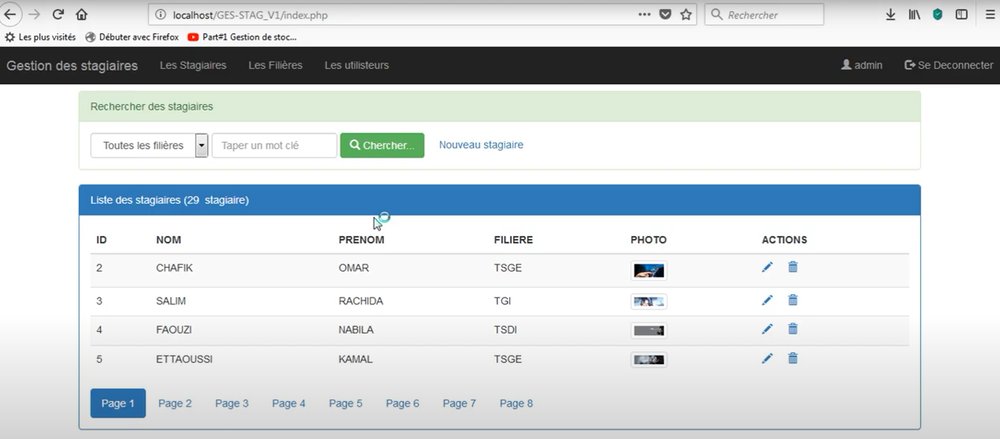 localhost/GES-STAG_V1/index.php
Rechercher
Les plus visités Débuter avec Firefox Part#1 Gestion de stoc...
Gestion des stagiaires Les Stagiaires Les Filières Les utilisteurs admin Se Deconnecter
Rechercher des stagiaires
Toutes les filières Taper un mot clé Chercher... Nouveau stagiaire
Liste des stagiaires (29 stagiaire)
ID NOM PRENOM FILIERE PHOTO ACTIONS
2 CHAFIK OMAR TSGE
3 SALIM RACHIDA TGI
4 FAOUZI NABILA TSDI
5 ETTAOUSSI KAMAL TSGE
Page 1 Page 2 Page 3 Page 4 Page 5 Page 6 Page 7 Page 8